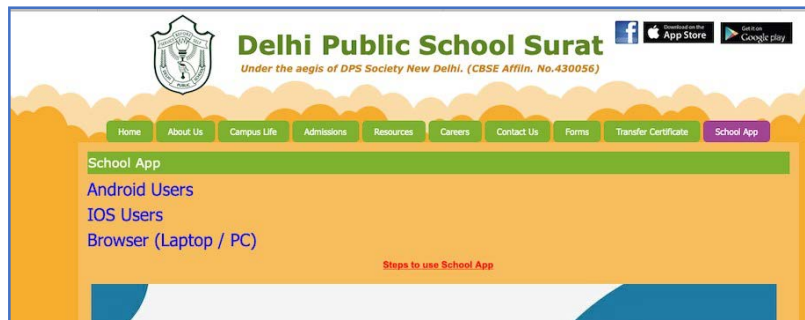 Delhi Public School Surat
Under the aegis of DPS Society New Delhi. (CBSE Affiln. No.430056)
Download on the App Store
Get it on Google play
Home About Us Campus Life Admissions Resources Careers Contact Us Forms Transfer Certificate School App
School App
Android Users
IOS Users
Browser (Laptop / PC)
Steps to use School App